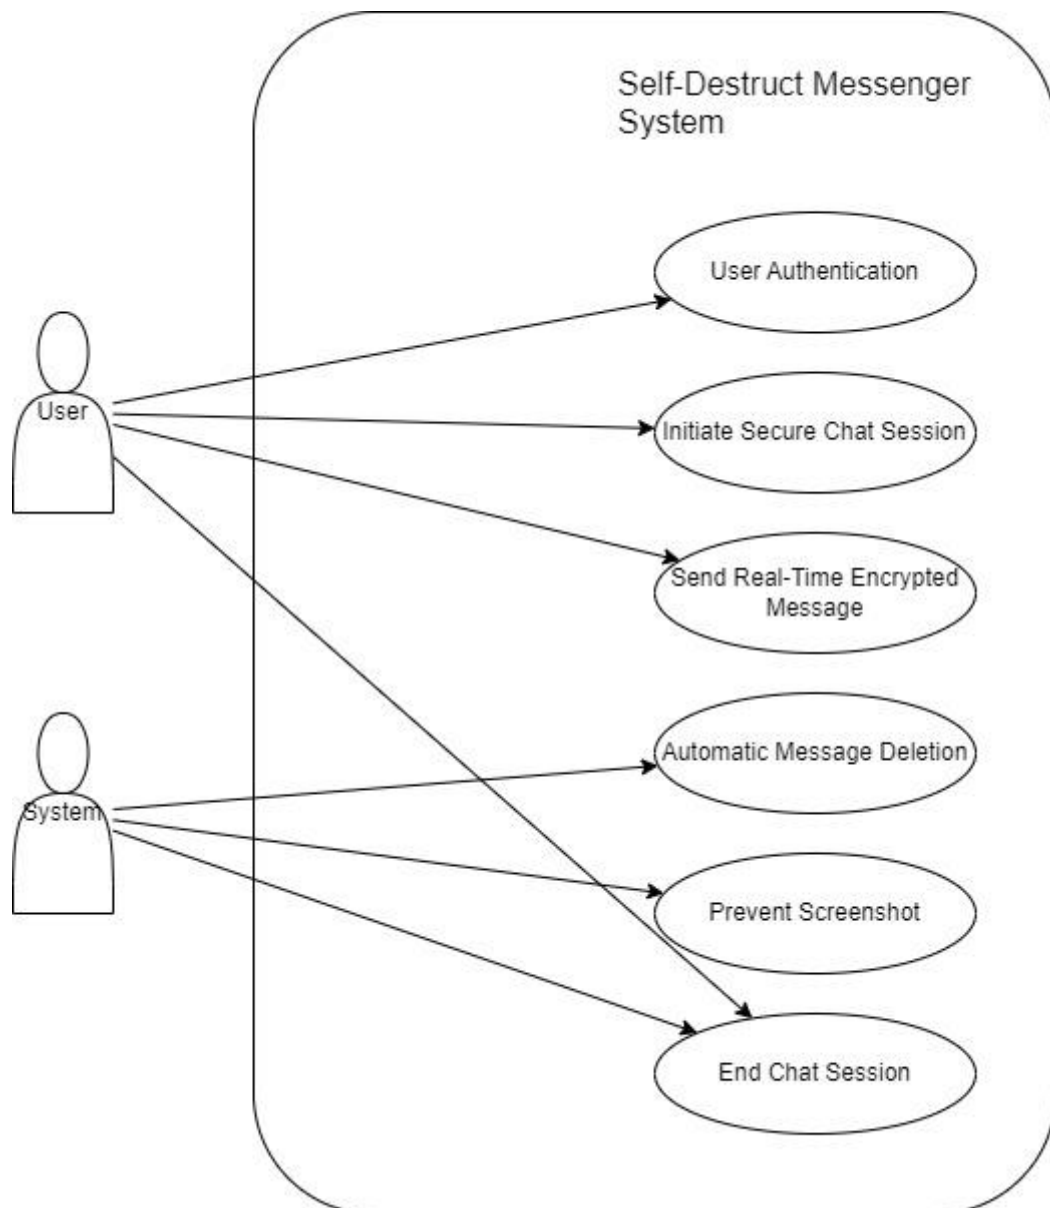 Self-Destruct Messenger
System
User Authentication
User
Initiate Secure Chat Session
Send Real-Time Encrypted
Message
Automatic Message Deletion
System
Prevent Screenshot
End Chat Session